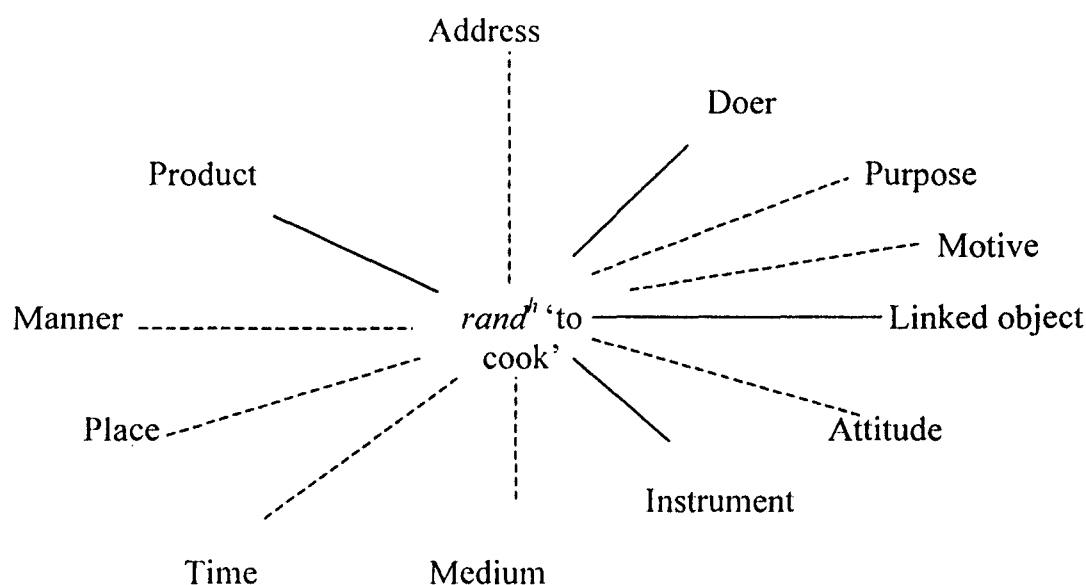 Address
Doer
Product
Purpose
Motive
Manner
randʰ ‘to
cook’
Linked object
Place
Attitude
Instrument
Time
Medium